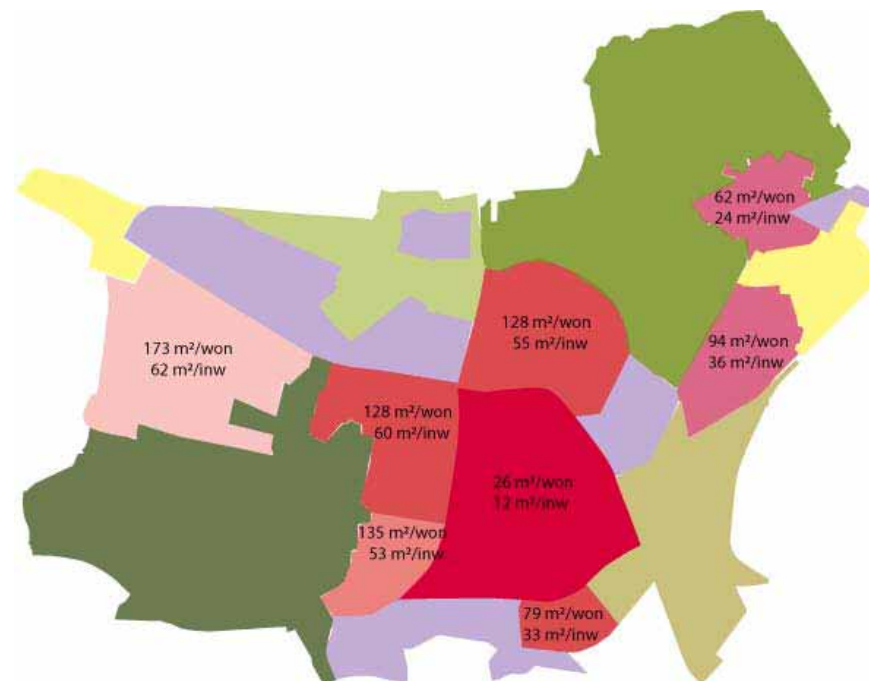 62 m²/won
24 m²/inw
128 m²/won
55 m²/inw
94 m²/won
36 m²/inw
173 m²/won
62 m²/inw
128 m²/won
60 m²/inw
26 m²/won
12 m²/inw
135 m²/won
53 m²/inw
79 m²/won
33 m²/inw